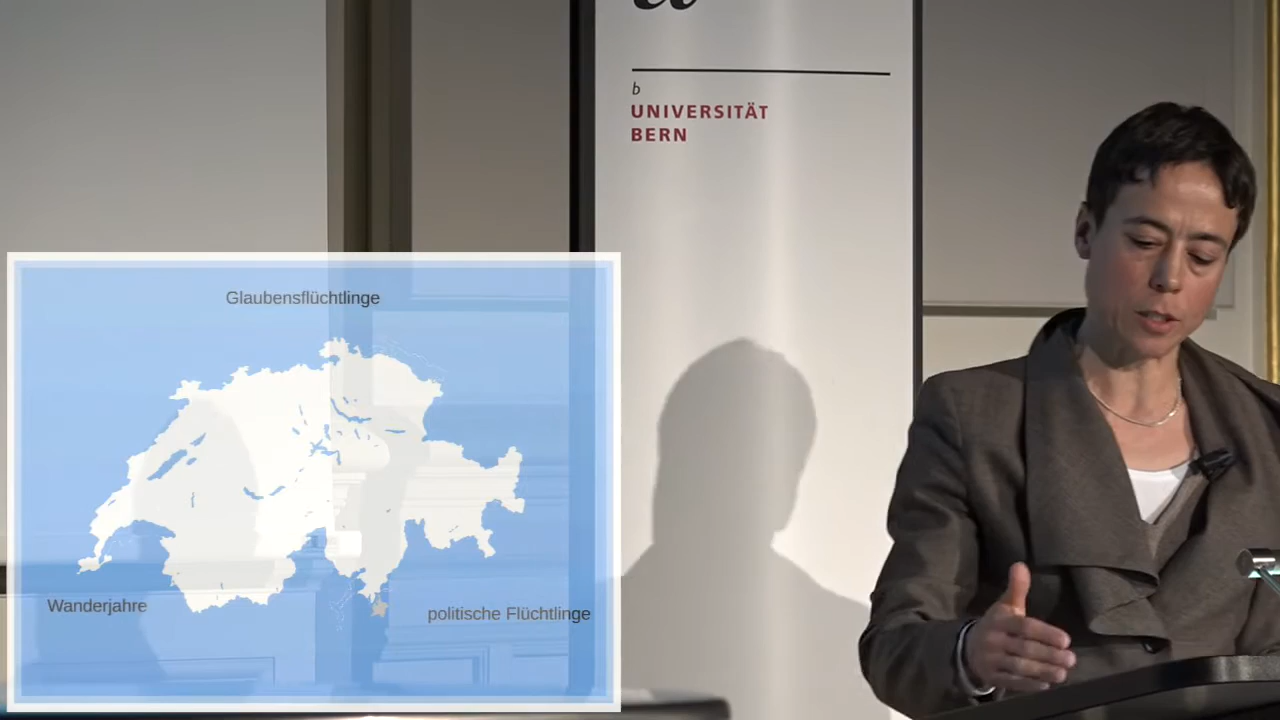 b
UNIVERSITÄT
BERN
Glaubensflüchtlinge
Wanderjahre
politische Flüchtlinge